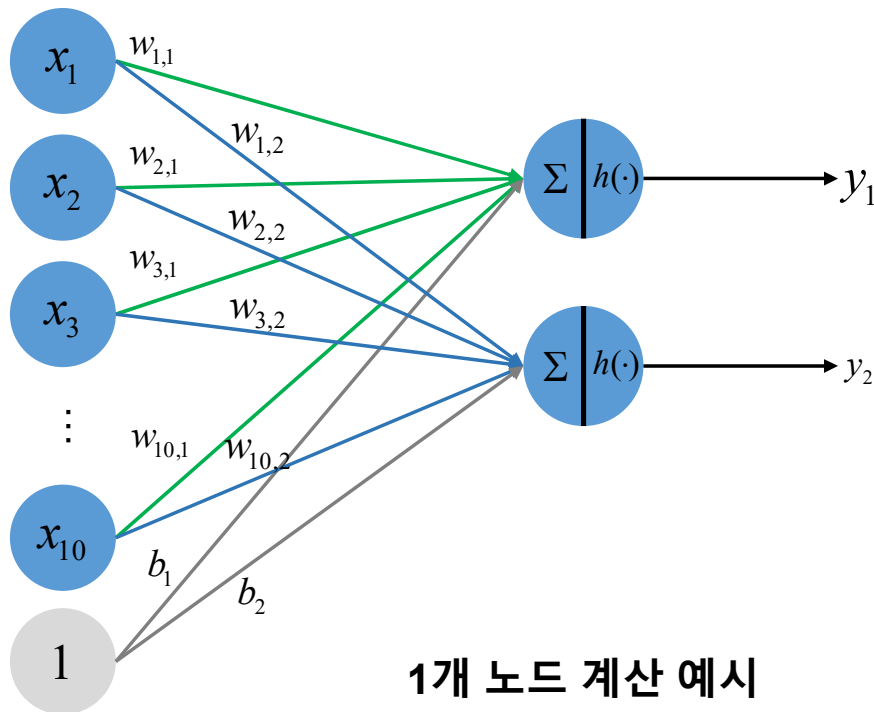 x₁
w₁,₁
w₁,₂
x₂
w₂,₁
w₂,₂
x₃
w₃,₁
w₃,₂
⋮
x₁₀
w₁₀,₁
w₁₀,₂
1
b₁
b₂
Σ h(·)
y₁
Σ h(·)
y₂
1개 노드 계산 예시